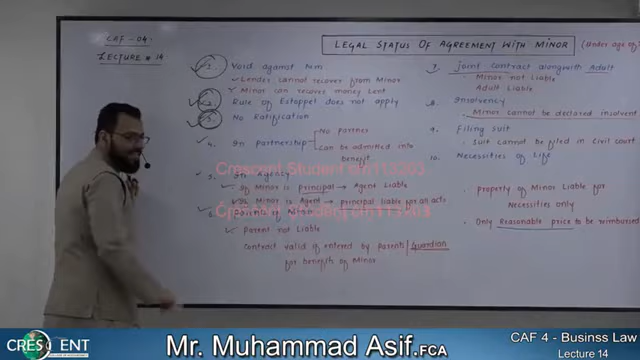 CAF - 04.
LECTURE # 14
LEGAL STATUS OF AGREEMENT WITH MINOR (Under age of
1. Void against him
✓ Lender cannot recover from Minor
✓ Minor can recover money lent
2. Rule of Estoppel does not apply
3. No Ratification
4. In partnership
No partner
Can be admitted into
benefit
5. In Agency
If Minor is principal → Agent Liable
If Minor is Agent → principal liable for an acts
6. Parents of Minor
✓ Parent not Liable
Contract valid if entered by Parents / Guardian
for benefits of Minor
7. Joint contract alongwith Adult
Minor not Liable
Adult Liable
8. Insolvency
Minor cannot be declared insolvent
9. Filing suit
Suit cannot be filed in Civil court
10. Necessities of Life
property of Minor Liable for
Necessities only
Only Reasonable price to be reimbursed
CRESCENT
Mr. Muhammad Asif.FCA
CAF 4 - Businss Law
Lecture 14